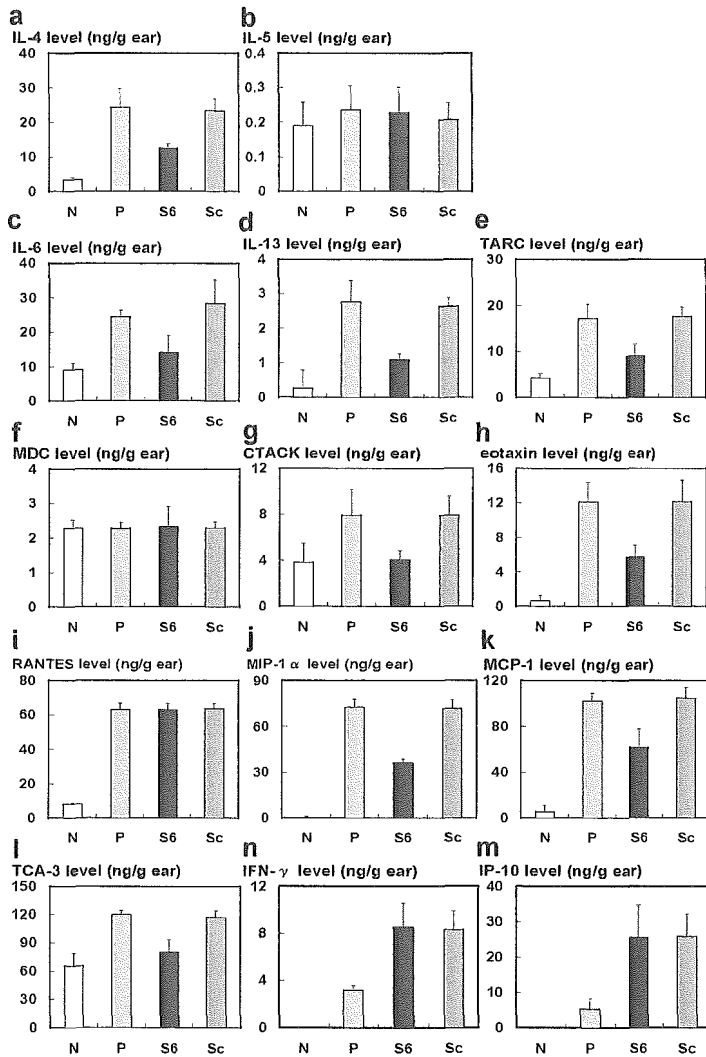 a
IL-4 level (ng/g ear)
40
30
20
10
0
N P S6 Sc
b
IL-5 level (ng/g ear)
0.6
0.4
0.2
0
N P S6 Sc
c
IL-6 level (ng/g ear)
40
30
20
10
0
N P S6 Sc
d
IL-13 level (ng/g ear)
4
3
2
1
0
N P S6 Sc
e
TARC level (ng/g ear)
30
20
10
0
N P S6 Sc
f
MDC level (ng/g ear)
4
3
2
1
0
N P S6 Sc
g
CTACK level (ng/g ear)
12
8
4
0
N P S6 Sc
h
eotaxin level (ng/g ear)
16
12
8
4
0
N P S6 Sc
i
RANTES level (ng/g ear)
80
60
40
20
0
N P S6 Sc
j
MIP-1 α level (ng/g ear)
90
60
30
0
N P S6 Sc
k
MCP-1 level (ng/g ear)
120
80
40
0
N P S6 Sc
l
TCA-3 level (ng/g ear)
150
120
90
60
30
0
N P S6 Sc
n
IFN-γ level (ng/g ear)
12
8
4
0
N P S6 Sc
m
IP-10 level (ng/g ear)
40
30
20
10
0
N P S6 Sc